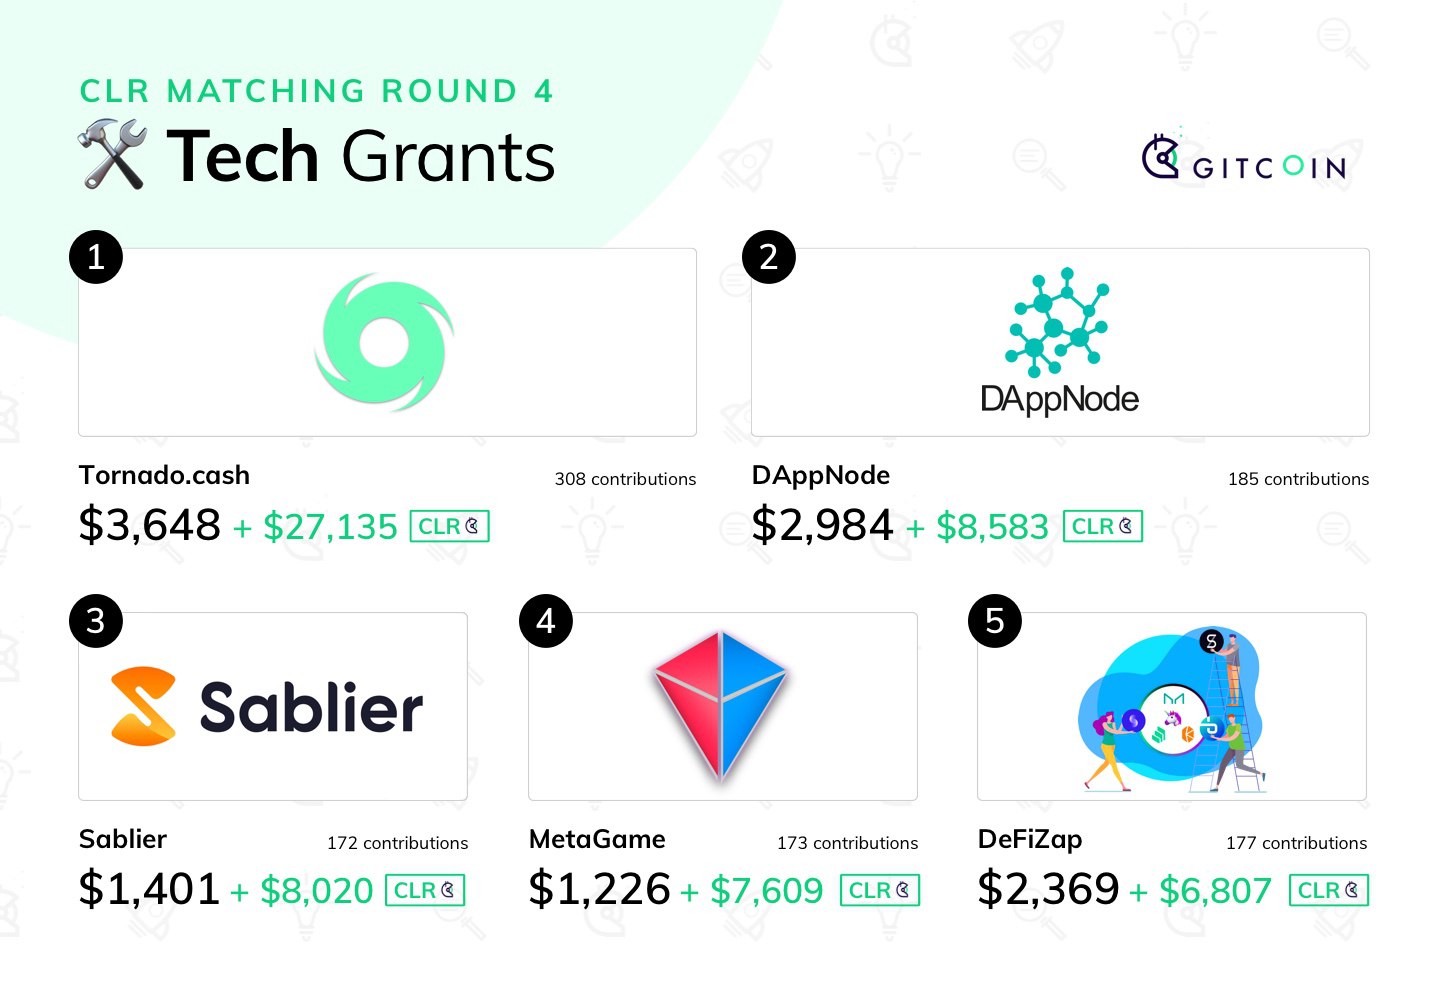 CLR MATCHING ROUND 4
Tech Grants
GITCOIN
1
2
DAppNode
Tornado.cash
308 contributions
$3,648 + $27,135 CLR
DAppNode
185 contributions
$2,984 + $8,583 CLR
3
Sablier
4
5
Sablier
172 contributions
$1,401 + $8,020 CLR
MetaGame
173 contributions
$1,226 + $7,609 CLR
DeFiZap
177 contributions
$2,369 + $6,807 CLR